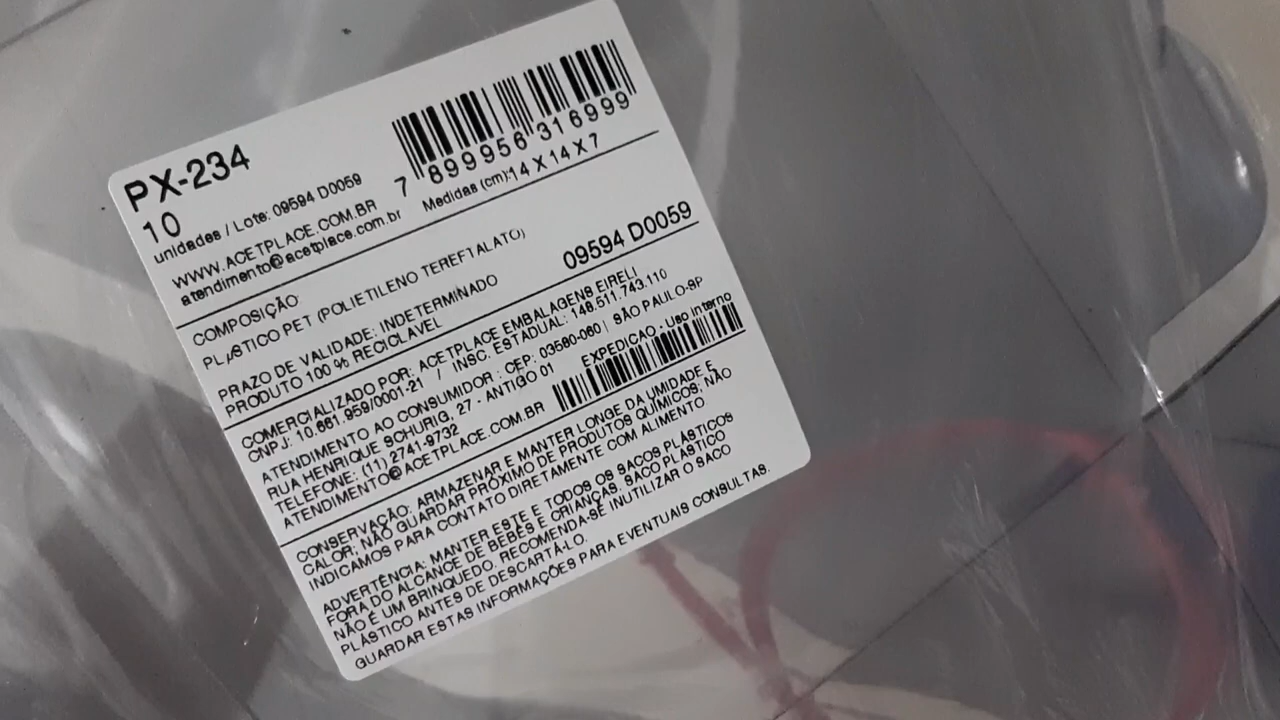 PX-234
10
unidades / Lote: 09594 D0059
WWW.ACETPLACE.COM.BR
atendimento@acetplace.com.br
7 899956 316999
Medidas (cm):14 X 14 X 7
COMPOSIÇÃO
PLÁSTICO PET (POLIETILENO TEREFTALATO)
09594 D0059
PRAZO DE VALIDADE: INDETERMINADO
PRODUTO 100 % RECICLAVEL
COMERCIALIZADO POR: ACETPLACE EMBALAGENS EIRELI
CNPJ: 10.661.959/0001-21 / INSC. ESTADUAL: 148.511.743.110
ATENDIMENTO AO CONSUMIDOR : CEP: 03580-060 | SÃO PAULO-SP
RUA HENRIQUE SCHURIG, 27 - ANTIGO 01
TELEFONE: (11) 2741-9732
ATENDIMENTO@ACETPLACE.COM.BR
EXPEDICAO - Uso interno
CONSERVAÇÃO: ARMAZENAR E MANTER LONGE DA UMIDADE E
CALOR; NÃO GUARDAR PRÓXIMO DE PRODUTOS QUÍMICOS; NÃO
INDICAMOS PARA CONTATO DIRETAMENTE COM ALIMENTO
ADVERTÊNCIA: MANTER ESTE E TODOS OS SACOS PLÁSTICOS
FORA DO ALCANCE DE BEBÊS E CRIANÇAS. SACO PLÁSTICO
NÃO É UM BRINQUEDO. RECOMENDA-SE INUTILIZAR O SACO
PLÁSTICO ANTES DE DESCARTÁ-LO.
GUARDAR ESTAS INFORMAÇÕES PARA EVENTUAIS CONSULTAS.